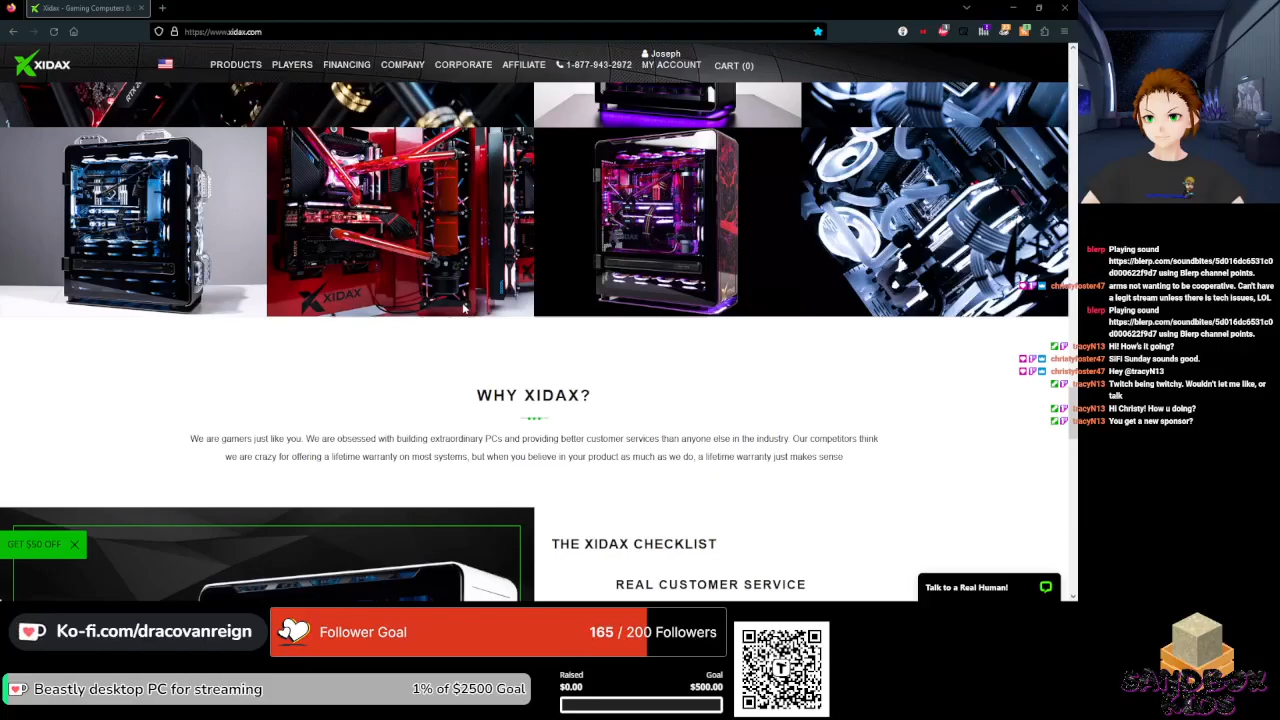 Xidax - Gaming Computers &
https://www.xidax.com
XIDAX
PRODUCTS PLAYERS FINANCING COMPANY CORPORATE AFFILIATE 1-877-943-2972 Joseph MY ACCOUNT CART (0)
XIDAX
WHY XIDAX?
We are gamers just like you. We are obsessed with building extraordinary PCs and providing better customer services than anyone else in the industry. Our competitors think
we are crazy for offering a lifetime warranty on most systems, but when you believe in your product as much as we do, a lifetime warranty just makes sense
GET $50 OFF
THE XIDAX CHECKLIST
REAL CUSTOMER SERVICE
Talk to a Real Human!
blerp Playing sound
https://blerp.com/soundbites/5d016dc6531c0
d000622f9d7 using Blerp channel points.
christyfoster47 arms not wanting to be cooperative. Can't have
a legit stream unless there is tech issues, LOL
blerp Playing sound
https://blerp.com/soundbites/5d016dc6531c0
d000622f9d7 using Blerp channel points.
tracyN13 Hi! How's it going?
christyfoster47 SiFi Sunday sounds good.
christyfoster47 Hey @tracyN13
tracyN13 Twitch being twitchy. Wouldn't let me like, or
talk
tracyN13 Hi Christy! How u doing?
tracyN13 You get a new sponsor?
Ko-fi.com/dracovanreign
Follower Goal 165 / 200 Followers
Beastly desktop PC for streaming 1% of $2500 Goal
Raised Goal
$0.00 $500.00
T
SANDBOX
KIDS